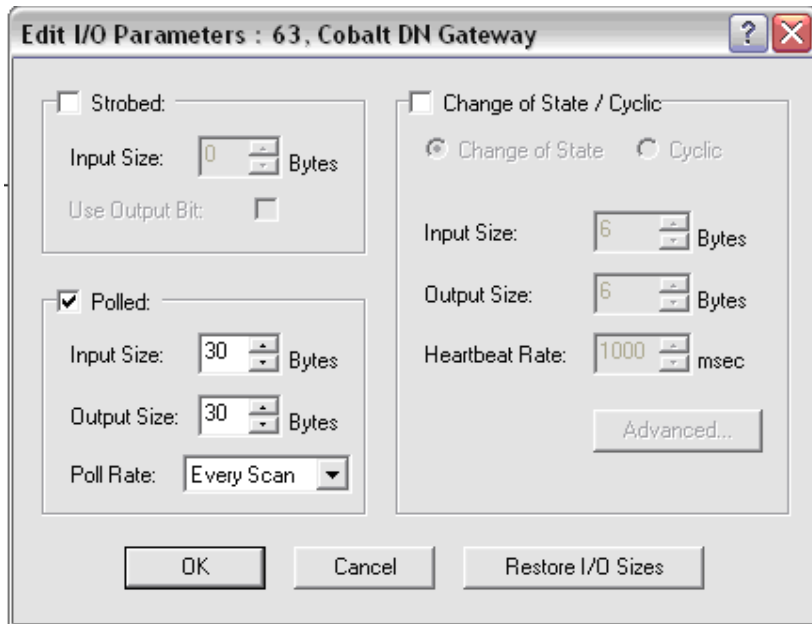 Edit I/O Parameters : 63, Cobalt DN Gateway
?
Strobed:
Input Size: 0 Bytes
Use Output Bit:
Polled:
Input Size: 30 Bytes
Output Size: 30 Bytes
Poll Rate: Every Scan
Change of State / Cyclic
Change of State Cyclic
Input Size: 6 Bytes
Output Size: 6 Bytes
Heartbeat Rate: 1000 msec
Advanced...
OK Cancel Restore I/O Sizes